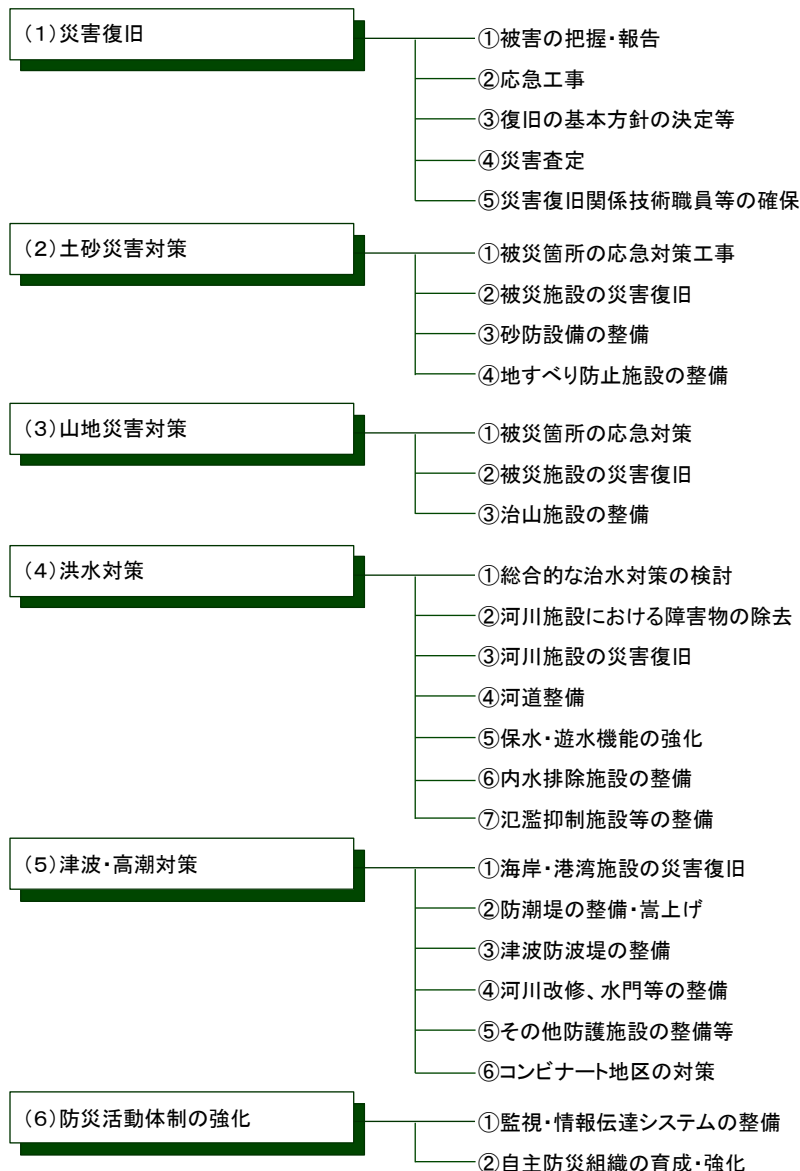 （１）災害復旧
①被害の把握・報告
②応急工事
③復旧の基本方針の決定等
④災害査定
⑤災害復旧関係技術職員等の確保
（２）土砂災害対策
①被災箇所の応急対策工事
②被災施設の災害復旧
③砂防設備の整備
④地すべり防止施設の整備
（３）山地災害対策
①被災箇所の応急対策
②被災施設の災害復旧
③治山施設の整備
（４）洪水対策
①総合的な治水対策の検討
②河川施設における障害物の除去
③河川施設の災害復旧
④河道整備
⑤保水・遊水機能の強化
⑥内水排除施設の整備
⑦氾濫抑制施設等の整備
（５）津波・高潮対策
①海岸・港湾施設の災害復旧
②防潮堤の整備・嵩上げ
③津波防波堤の整備
④河川改修、水門等の整備
⑤その他防護施設の整備等
⑥コンビナート地区の対策
（６）防災活動体制の強化
①監視・情報伝達システムの整備
②自主防災組織の育成・強化